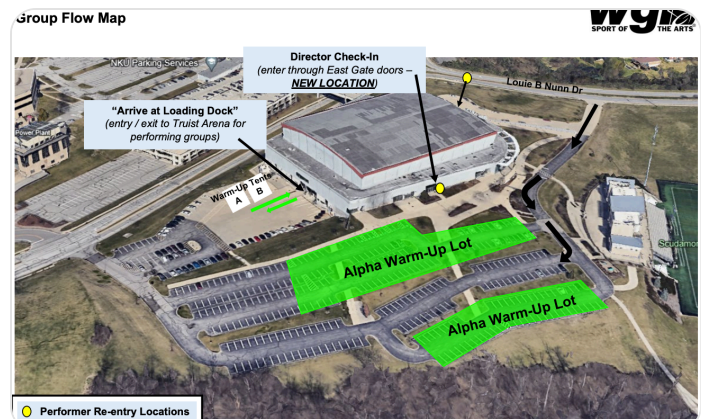 Group Flow Map
wgi
SPORT OF THE ARTS
NKU Parking Services
Director Check-In
(enter through East Gate doors –
NEW LOCATION)
Louie B Nunn Dr
“Arrive at Loading Dock”
(entry / exit to Truist Arena for
performing groups)
Power Plant
Warm-Up Tents
A B
Scudamor
Alpha Warm-Up Lot
Alpha Warm-Up Lot
Performer Re-entry Locations